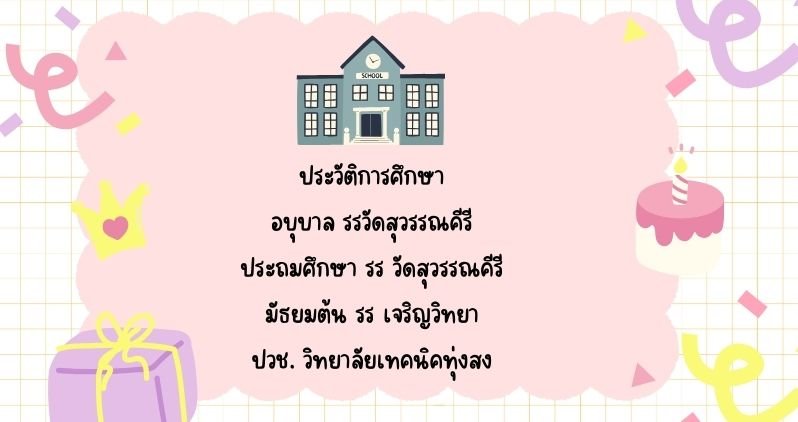 SCHOOL
ประวัติการศึกษา
อบุบาล รรวัดสุวรรณคีรี
ประถมศึกษา รร วัดสุวรรณคีรี
มัธยมต้น รร เจริญวิทยา
ปวช. วิทยาลัยเทคนิคทุ่งสง